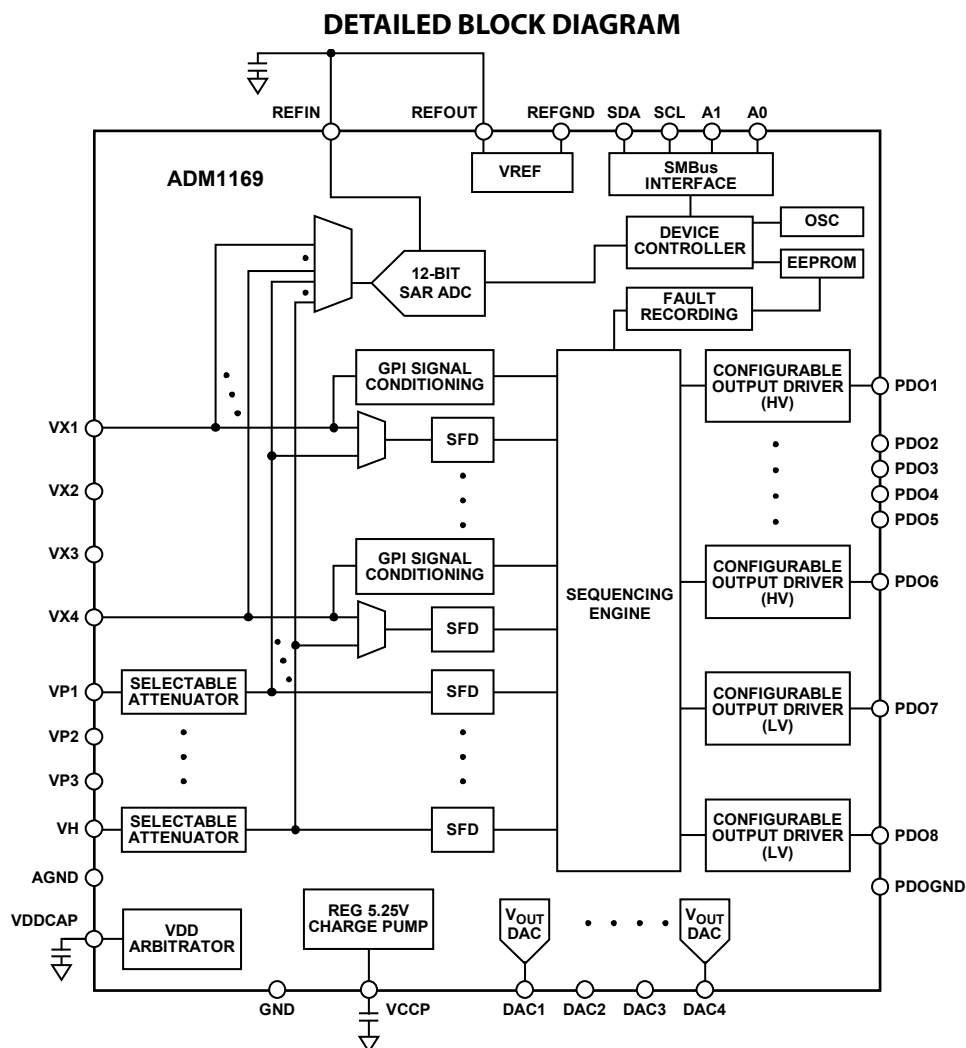 DETAILED BLOCK DIAGRAM
REFIN
REFOUT
REFGND
SDA
SCL
A1
A0
ADM1169
VREF
SMBus
INTERFACE
DEVICE
CONTROLLER
OSC
EEPROM
12-BIT
SAR ADC
FAULT
RECORDING
GPI SIGNAL
CONDITIONING
CONFIGURABLE
OUTPUT DRIVER
(HV)
PDO1
VX1
SFD
PDO2
PDO3
VX2
PDO4
PDO5
VX3
GPI SIGNAL
CONDITIONING
CONFIGURABLE
OUTPUT DRIVER
(HV)
PDO6
SEQUENCING
ENGINE
VX4
SFD
VP1
SELECTABLE
ATTENUATOR
SFD
CONFIGURABLE
OUTPUT DRIVER
(LV)
PDO7
VP2
VP3
VH
SELECTABLE
ATTENUATOR
SFD
CONFIGURABLE
OUTPUT DRIVER
(LV)
PDO8
AGND
PDOGND
VDDCAP
VDD
ARBITRATOR
REG 5.25V
CHARGE PUMP
VOUT
DAC
VOUT
DAC
GND
VCCP
DAC1
DAC2
DAC3
DAC4